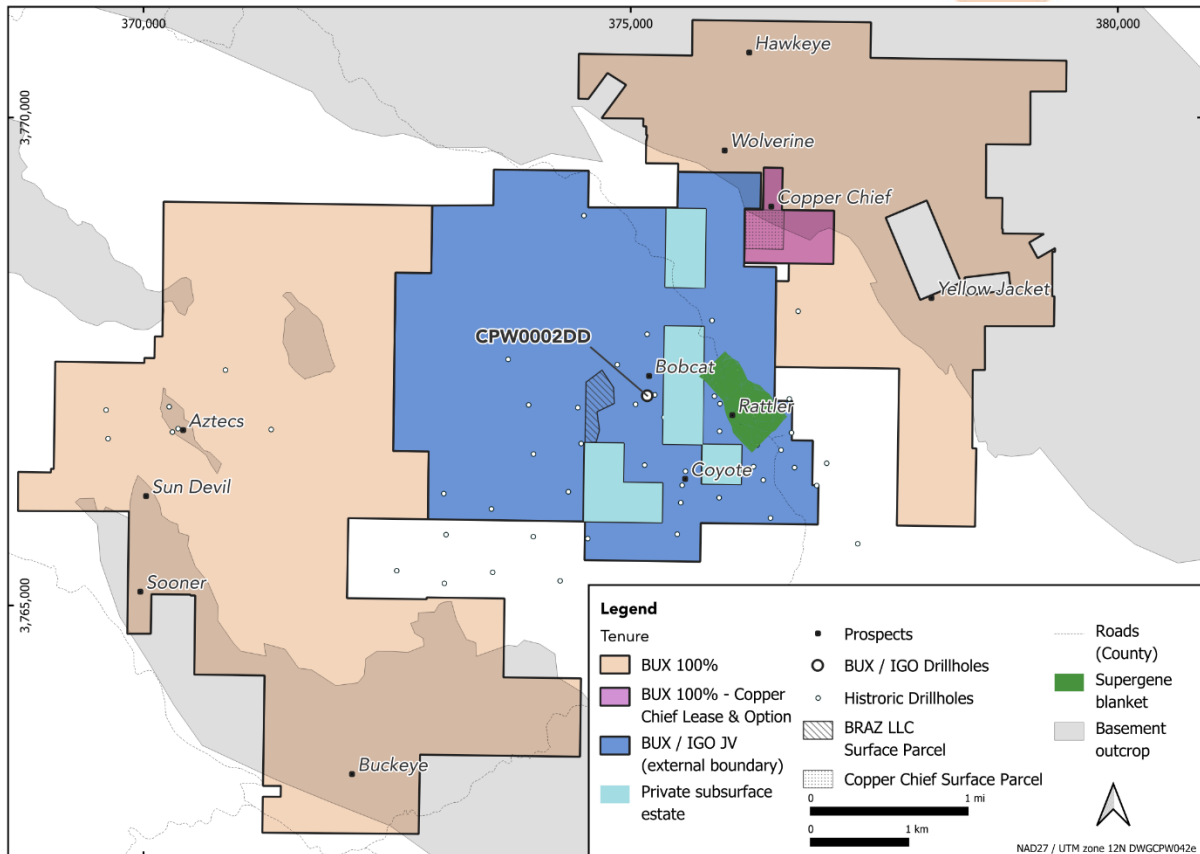 370,000
375,000
380,000
3,770,000
3,765,000
Hawkeye
Wolverine
Copper Chief
Yellow Jacket
CPW0002DD
Bobcat
Rattler
Aztecs
Coyote
Sun Devil
Sooner
Buckeye
Legend
Tenure
BUX 100%
BUX 100% - Copper
Chief Lease & Option
BUX / IGO JV
(external boundary)
Private subsurface
estate
Prospects
BUX / IGO Drillholes
Histroric Drillholes
BRAZ LLC
Surface Parcel
Copper Chief Surface Parcel
0
1 mi
0
1 km
Roads
(County)
Supergene
blanket
Basement
outcrop
NAD27 / UTM zone 12N DWGCPW042e